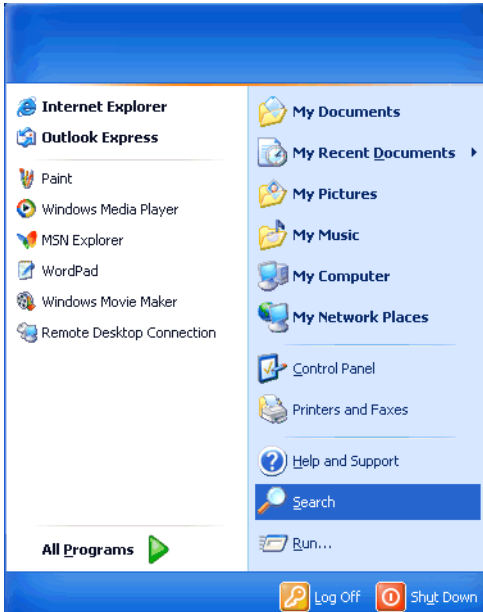 Internet Explorer
Outlook Express
Paint
Windows Media Player
MSN Explorer
WordPad
Windows Movie Maker
Remote Desktop Connection
All Programs
My Documents
My Recent Documents
My Pictures
My Music
My Computer
My Network Places
Control Panel
Printers and Faxes
Help and Support
Search
Run...
Log Off
Shut Down